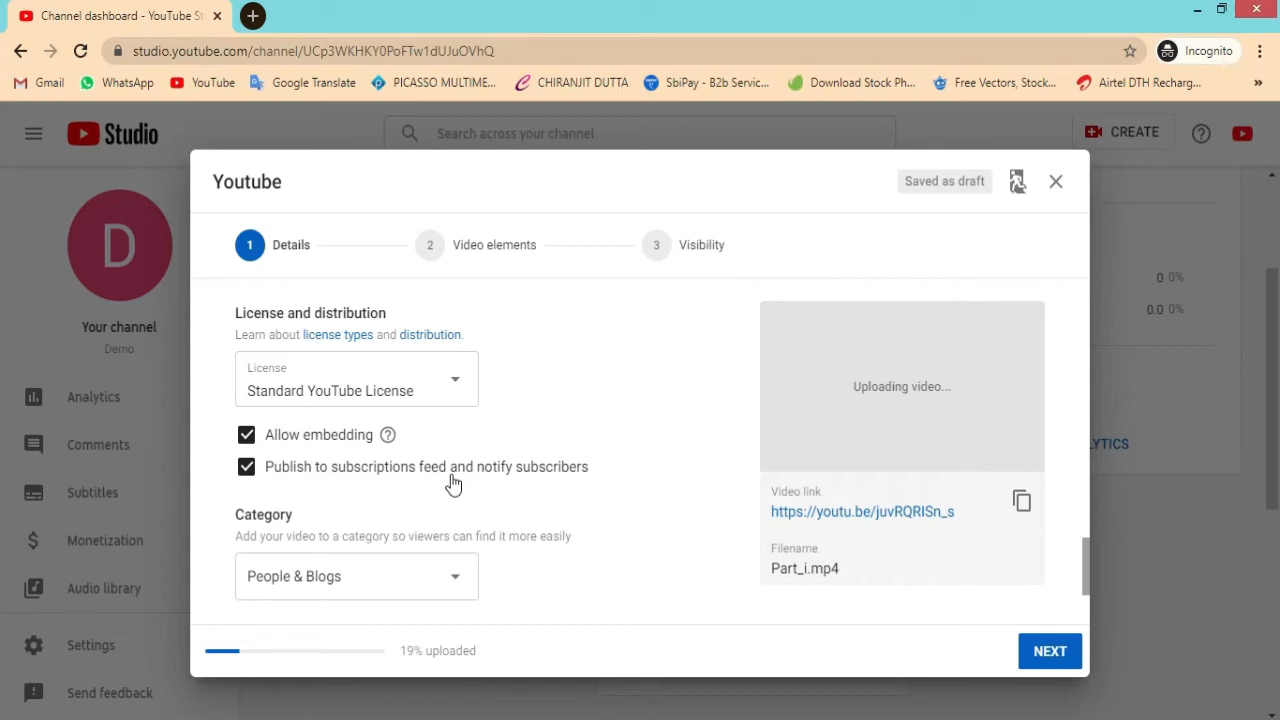 Channel dashboard - YouTube St
studio.youtube.com/channel/UCp3WKHKY0PoFTw1dUJuOVhQ
Incognito
Gmail
WhatsApp
YouTube
Google Translate
PICASSO MULTIME...
CHIRANJIT DUTTA
SbiPay - B2b Servic...
Download Stock Ph...
Free Vectors, Stock...
Airtel DTH Recharg...
»
Studio
Search across your channel
CREATE
D
Your channel
Demo
Analytics
Comments
Subtitles
Monetization
Audio library
Settings
Send feedback
Youtube
Saved as draft
1 Details
2 Video elements
3 Visibility
License and distribution
Learn about license types and distribution.
License
Standard YouTube License
Allow embedding
Publish to subscriptions feed and notify subscribers
Category
Add your video to a category so viewers can find it more easily
People & Blogs
Uploading video...
Video link
https://youtu.be/juvRQRISn_s
Filename
Part_i.mp4
19% uploaded
NEXT
0 0%
0.0 0%
LYTICS